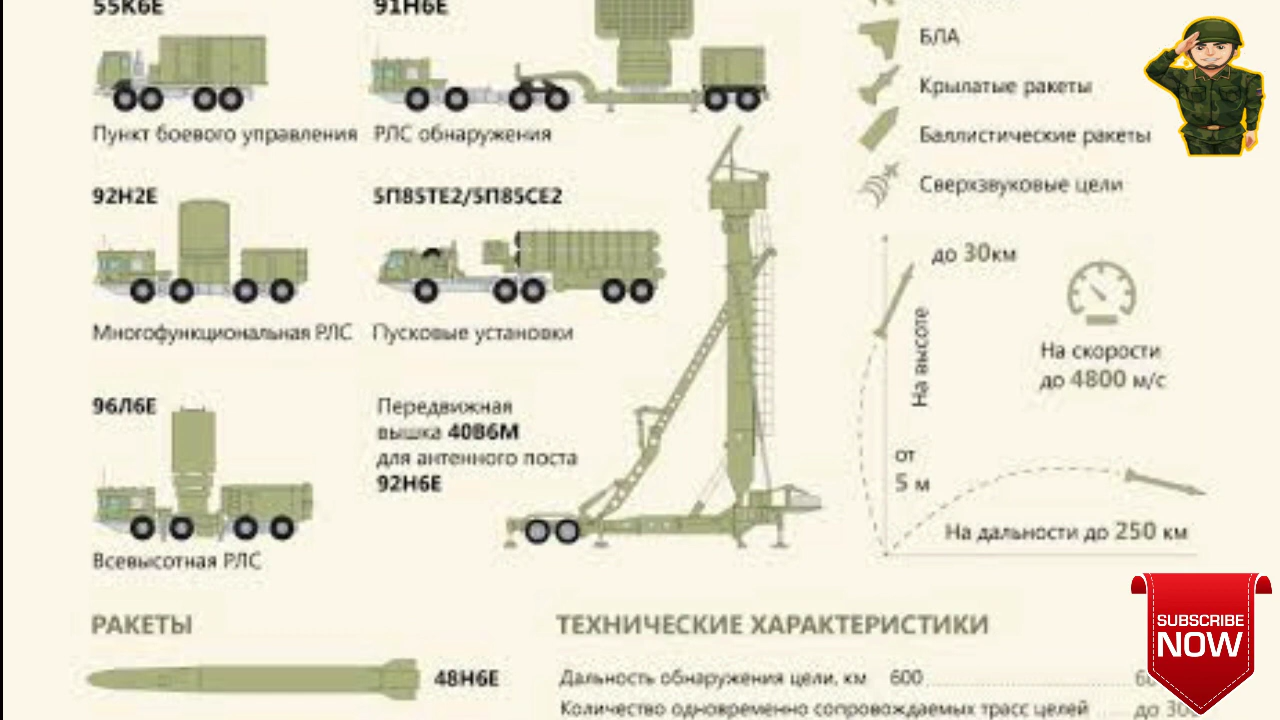 55К6Е
91Н6Е
БЛА
Крылатые ракеты
Пункт боевого управления
РЛС обнаружения
Баллистические ракеты
Сверхзвуковые цели
92Н2Е
5П85ТЕ2/5П85СЕ2
Многофункциональная РЛС
Пусковые установки
до 30км
На высоте
от
5 м
На скорости
до 4800 м/с
На дальности до 250 км
96Л6Е
Всевысотная РЛС
Передвижная
вышка 40В6М
для антенного поста
92Н6Е
РАКЕТЫ
48Н6Е
ТЕХНИЧЕСКИЕ ХАРАКТЕРИСТИКИ
Дальность обнаружения цели, км 600
Количество одновременно сопровождаемых трасс целей до
SUBSCRIBE
NOW